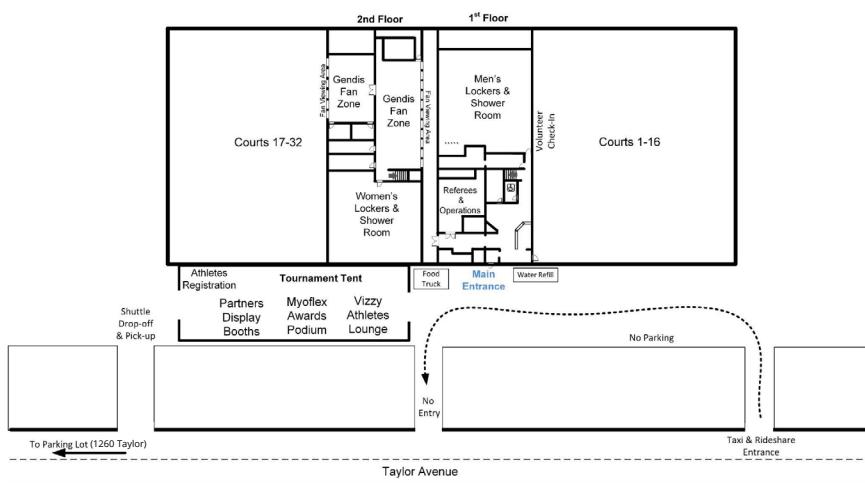 2nd Floor
1st Floor
Fan Viewing Area
Gendis
Fan
Zone
Gendis
Fan
Zone
Fan Viewing Area
Men's
Lockers &
Shower
Room
Volunteer
Check-In
Courts 17-32
Courts 1-16
Women's
Lockers &
Shower
Room
Referees
&
Operations
Athletes
Registration
Tournament Tent
Food
Truck
Main
Entrance
Water Refill
Partners
Display
Booths
Myoflex
Awards
Podium
Vizzy
Athletes
Lounge
Shuttle
Drop-off
& Pick-up
No Parking
No
Entry
To Parking Lot (1260 Taylor)
Taxi & Rideshare
Entrance
Taylor Avenue